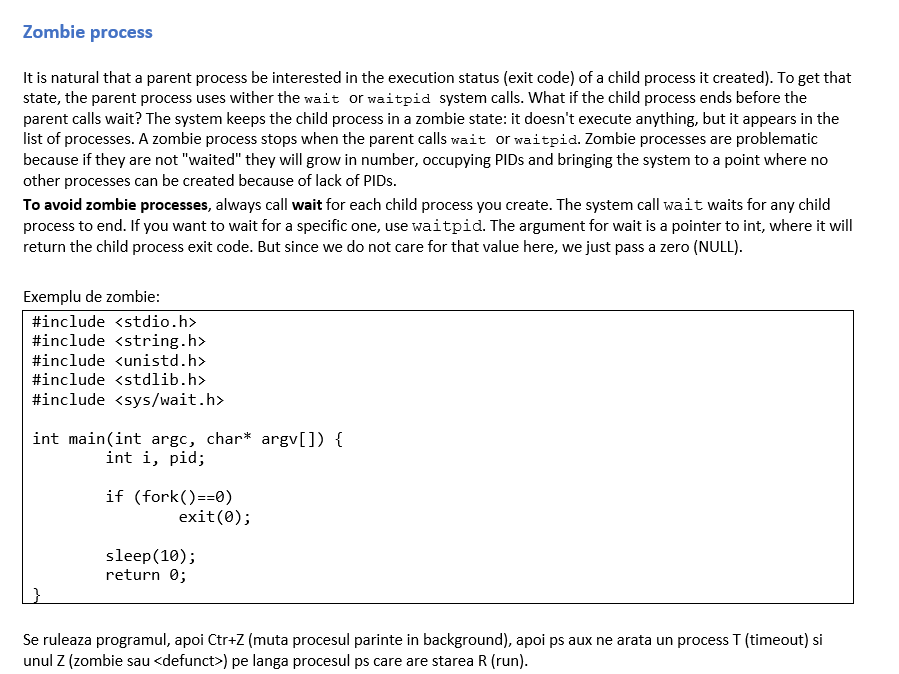 Zombie process
It is natural that a parent process be interested in the execution status (exit code) of a child process it created). To get that
state, the parent process uses wither the wait or waitpid system calls. What if the child process ends before the
parent calls wait? The system keeps the child process in a zombie state: it doesn't execute anything, but it appears in the
list of processes. A zombie process stops when the parent calls wait or waitpid. Zombie processes are problematic
because if they are not "waited" they will grow in number, occupying PIDs and bringing the system to a point where no
other processes can be created because of lack of PIDs.
To avoid zombie processes, always call wait for each child process you create. The system call wait waits for any child
process to end. If you want to wait for a specific one, use waitpid. The argument for wait is a pointer to int, where it will
return the child process exit code. But since we do not care for that value here, we just pass a zero (NULL).
Exemplu de zombie:
#include <stdio.h>
#include <string.h>
#include <unistd.h>
#include <stdlib.h>
#include <sys/wait.h>
int main(int argc, char* argv[]) {
int i, pid;
if (fork()==0)
exit(0);
sleep(10);
return 0;
}
Se ruleaza programul, apoi Ctr+Z (muta procesul parinte in background), apoi ps aux ne arata un process T (timeout) si
unul Z (zombie sau <defunct>) pe langa procesul ps care are starea R (run).